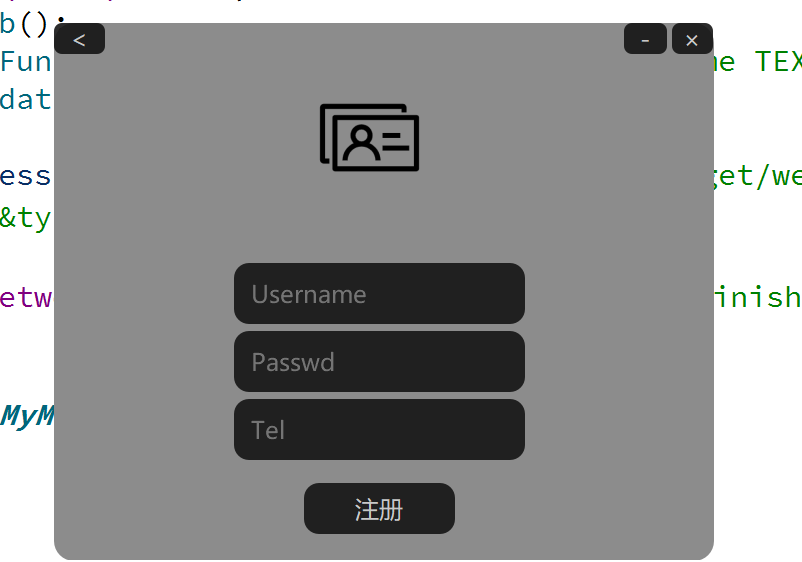 b();
< - ×
Fun
ne TEX
dat
ess
get/we
&ty
Username
etw
inish
Passwd
MyM
Tel
注册